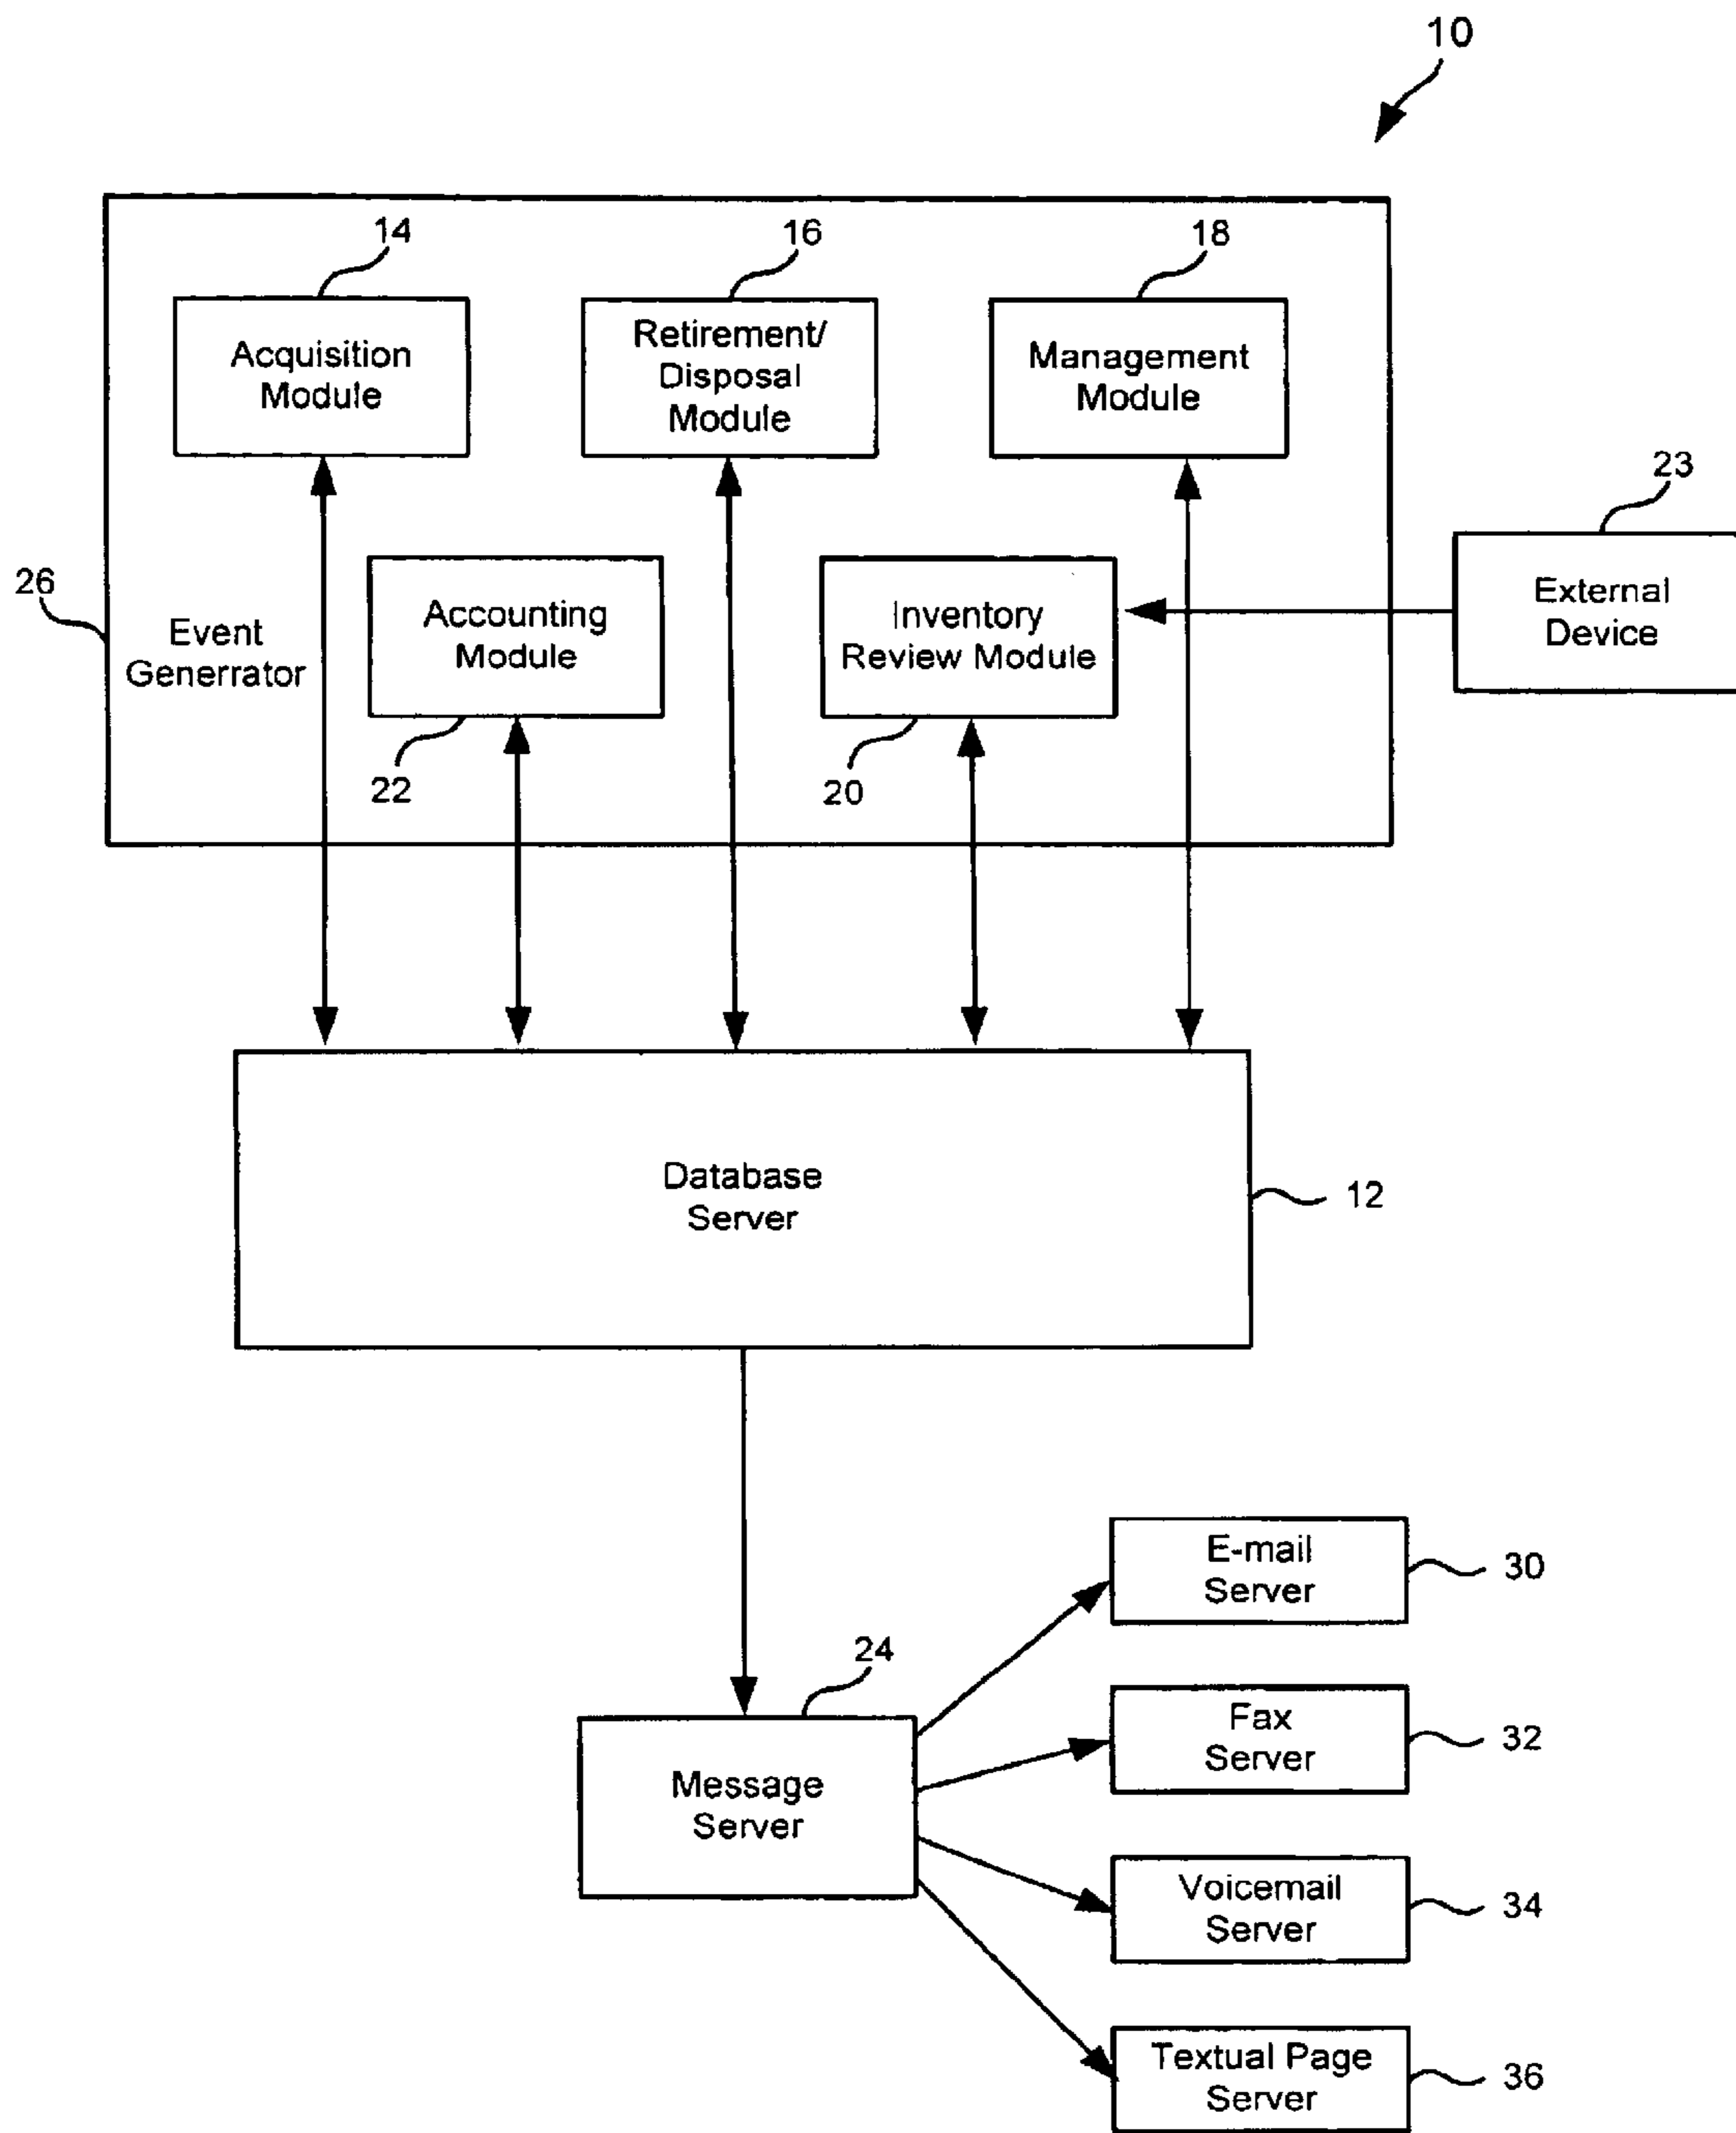 10
14
16
18
Acquisition
Module
Retirement/
Disposal
Module
Management
Module
23
External
Device
26
Event
Generrator
Accounting
Module
22
Inventory
Review Module
20
Database
Server
12
24
Message
Server
E-mail
Server
30
Fax
Server
32
Voicemail
Server
34
Textual Page
Server
36